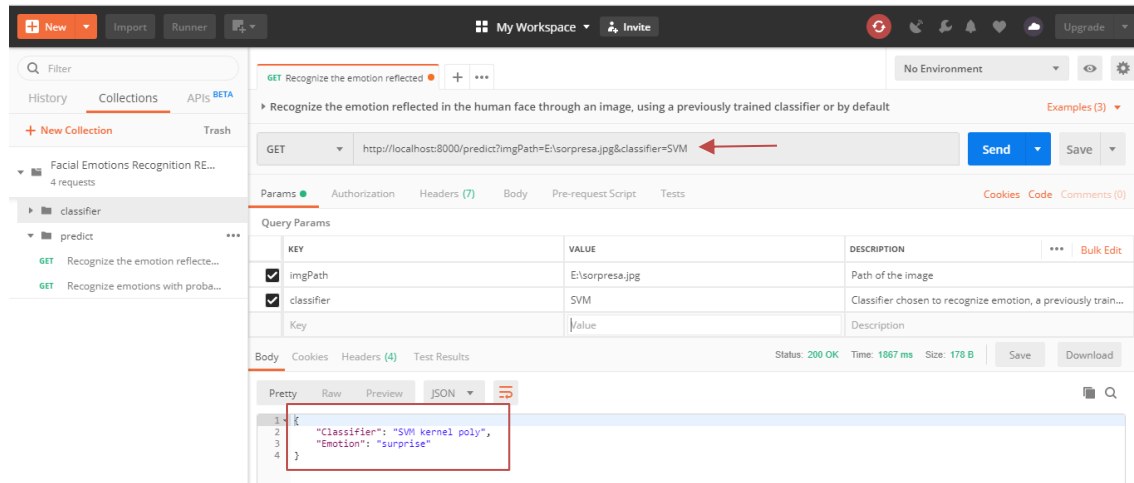 New Import Runner My Workspace Invite Upgrade
Filter
History Collections APIs BETA
+ New Collection Trash
Facial Emotions Recognition RE...
4 requests
classifier
predict
GET Recognize the emotion reflecte...
GET Recognize emotions with proba...
GET Recognize the emotion reflected + ••• No Environment
Recognize the emotion reflected in the human face through an image, using a previously trained classifier or by default Examples (3)
GET http://localhost:8000/predict?imgPath=E:\sorpresa.jpg&classifier=SVM Send Save
Params Authorization Headers (7) Body Pre-request Script Tests Cookies Code Comments (0)
Query Params
KEY VALUE DESCRIPTION ••• Bulk Edit
imgPath E:\sorpresa.jpg Path of the image
classifier SVM Classifier chosen to recognize emotion, a previously train...
Key Value Description
Body Cookies Headers (4) Test Results Status: 200 OK Time: 1867 ms Size: 178 B Save Download
Pretty Raw Preview JSON
1 {
2 "Classifier": "SVM kernel poly",
3 "Emotion": "surprise"
4 }